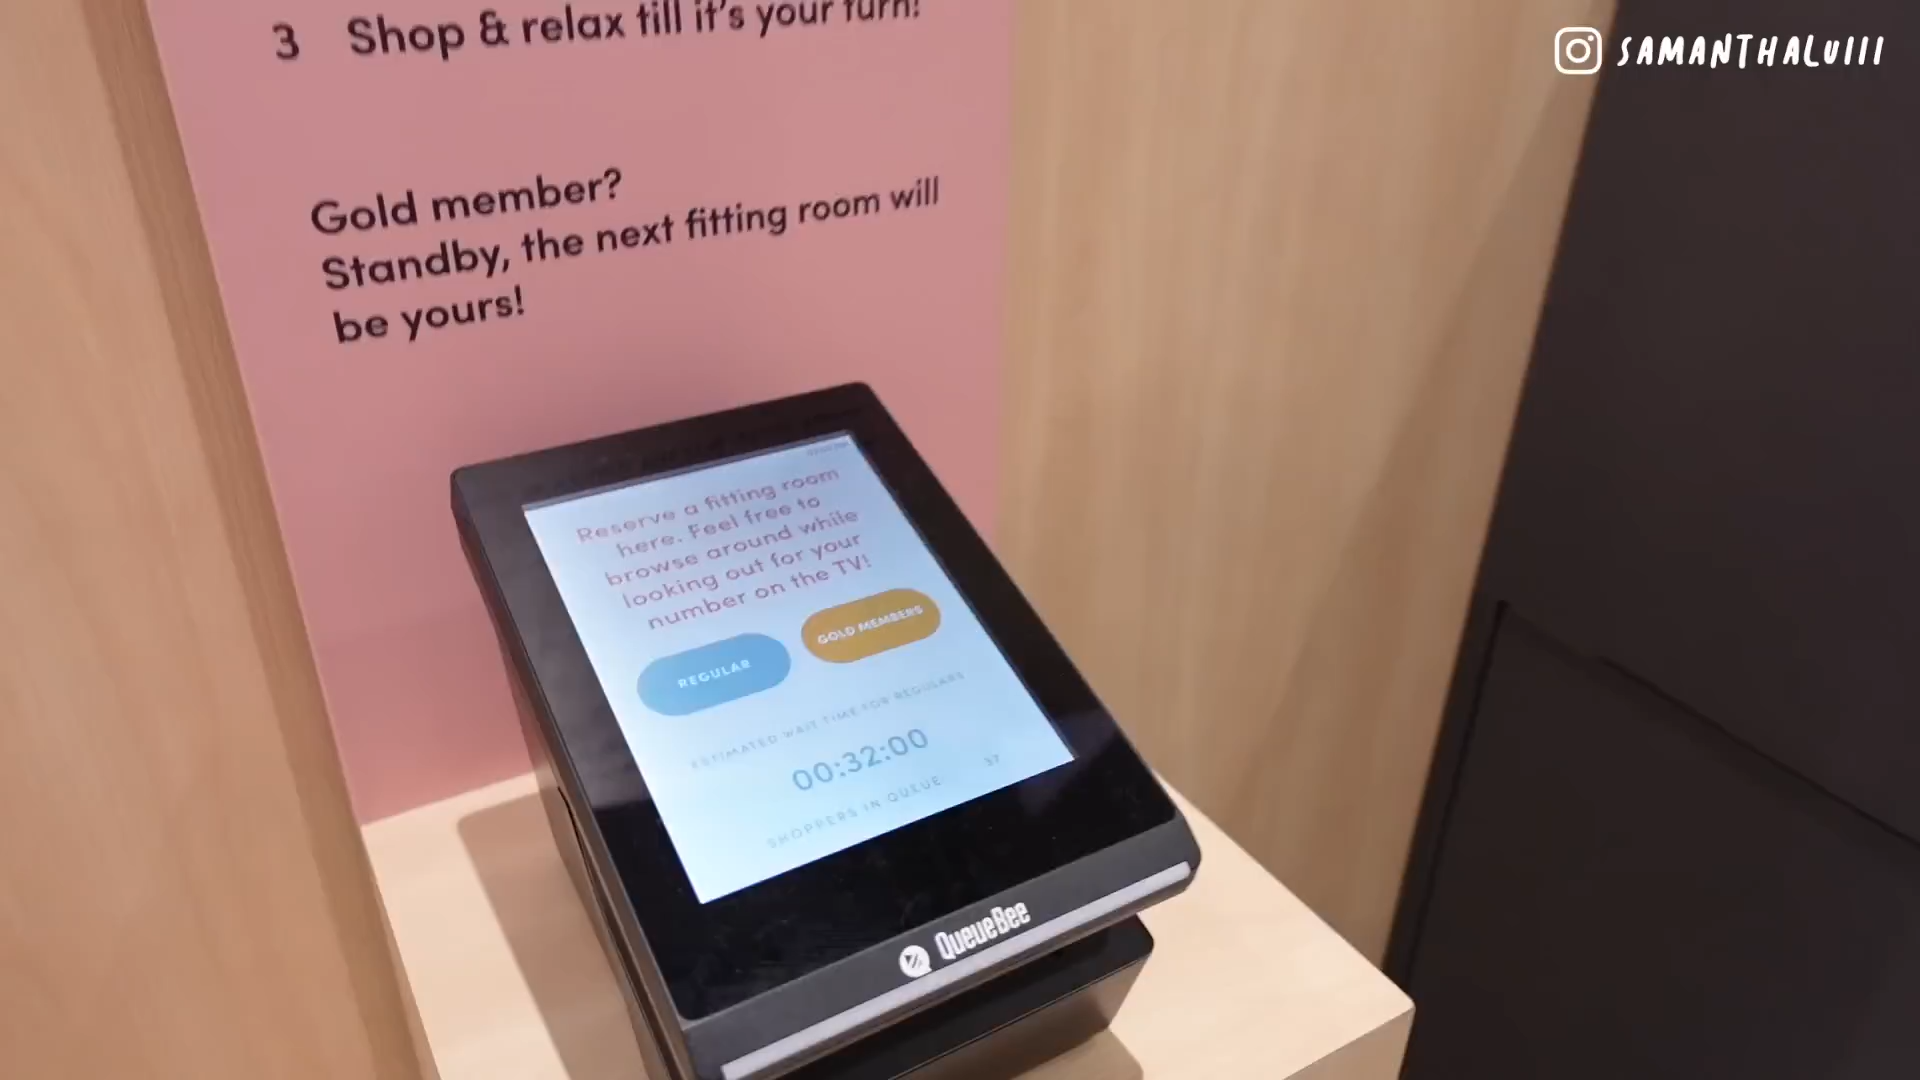 SAMANTHALUIII
3 Shop & relax till it's your turn!
Gold member?
Standby, the next fitting room will
be yours!
Reserve a fitting room
here. Feel free to
browse around while
looking out for your
number on the TV!
REGULAR
GOLD MEMBERS
ESTIMATED WAIT TIME FOR REGULARS
00:32:00
SHOPPERS IN QUEUE 37
QueueBee